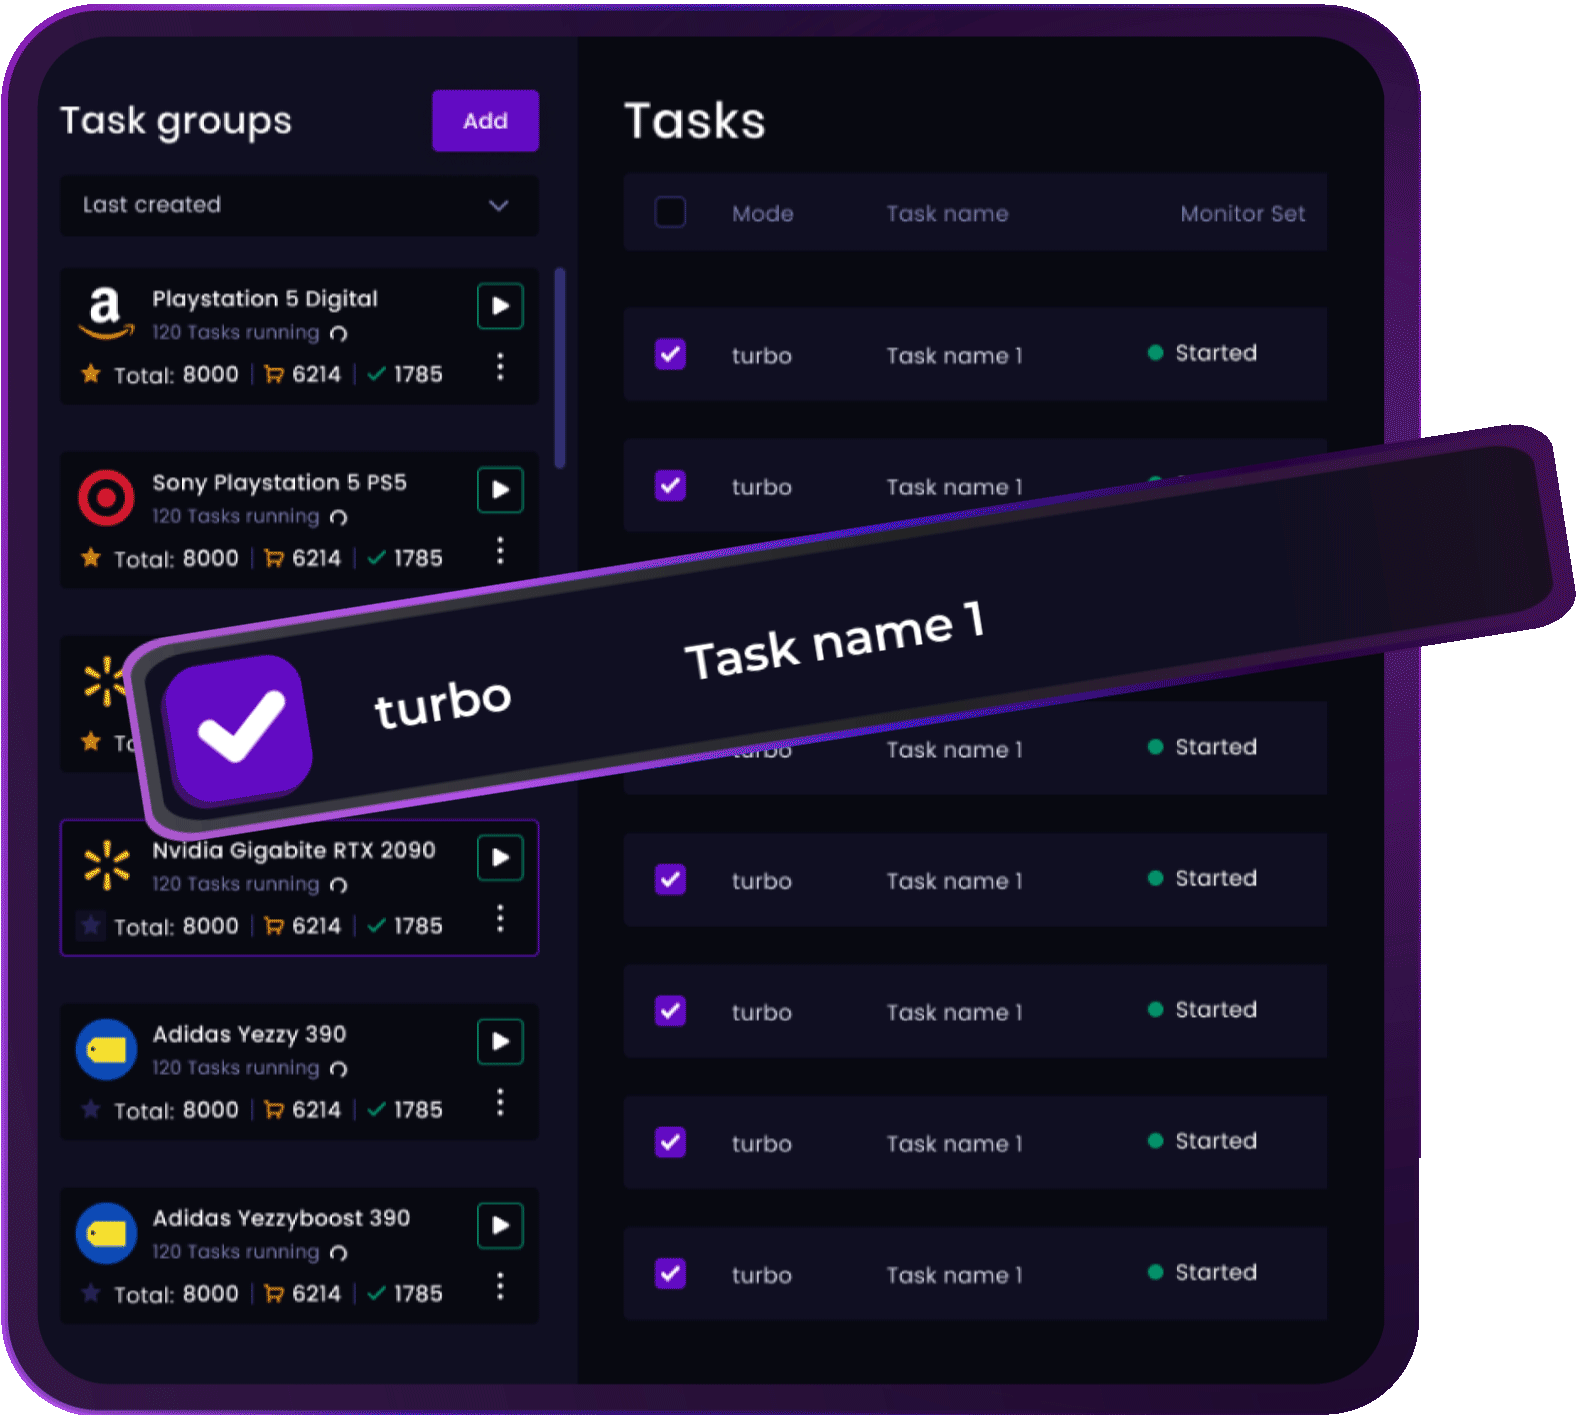 Task groups
Add
Last created
Playstation 5 Digital
120 Tasks running
Total: 8000 | 6214 | 1785
Sony Playstation 5 PS5
120 Tasks running
Total: 8000 | 6214 | 1785
Nvidia Gigabite RTX 2090
120 Tasks running
Total: 8000 | 6214 | 1785
Adidas Yezzy 390
120 Tasks running
Total: 8000 | 6214 | 1785
Adidas Yezzyboost 390
120 Tasks running
Total: 8000 | 6214 | 1785
Tasks
Mode Task name Monitor Set
turbo Task name 1 Started
turbo Task name 1
turbo Task name 1
turbo Task name 1 Started
turbo Task name 1 Started
turbo Task name 1 Started
turbo Task name 1 Started
turbo Task name 1 Started